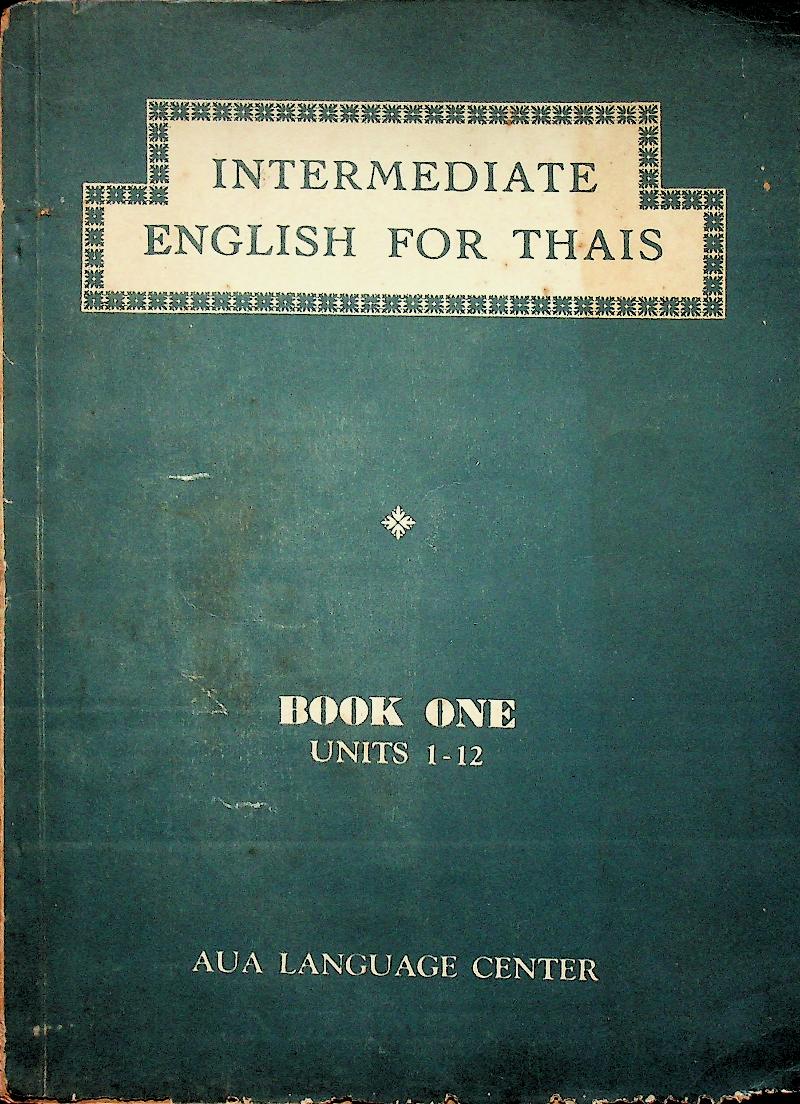 INTERMEDIATE
ENGLISH FOR THAIS
BOOK ONE
UNITS 1-12
AUA LANGUAGE CENTER